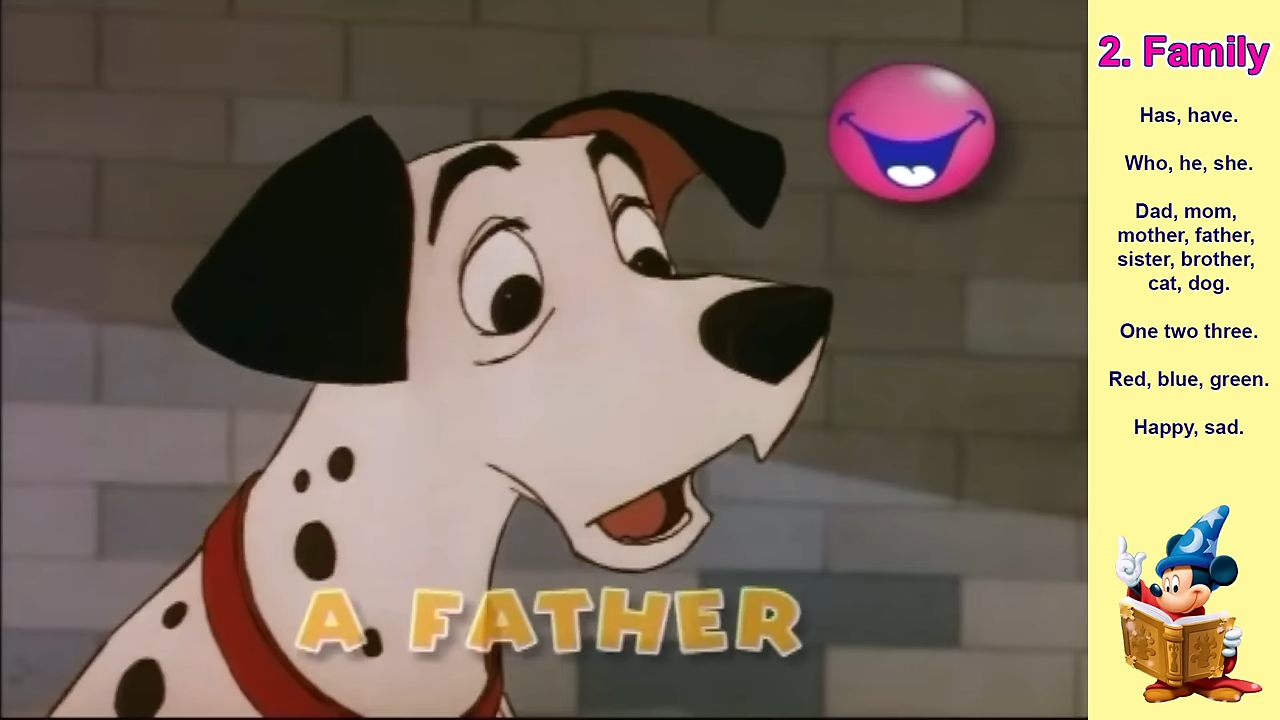 A FATHER
2. Family
Has, have.
Who, he, she.
Dad, mom,
mother, father,
sister, brother,
cat, dog.
One two three.
Red, blue, green.
Happy, sad.